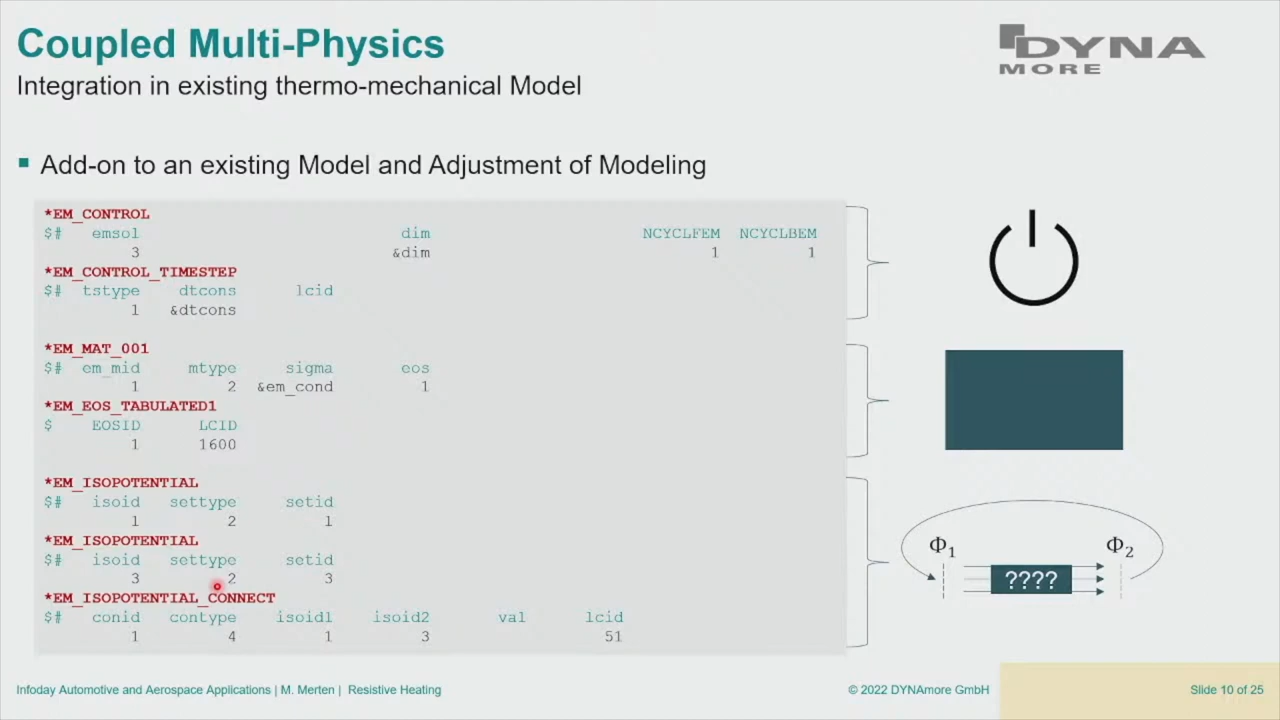 Coupled Multi-Physics
Integration in existing thermo-mechanical Model
DYNA
MORE
Add-on to an existing Model and Adjustment of Modeling
*EM_CONTROL
$# emsol dim NCYCLFEM NCYCLBEM
3 &dim 1 1
*EM_CONTROL_TIMESTEP
$# tstype dtcons lcid
1 &dtcons
*EM_MAT_001
$# em_mid mtype sigma eos
1 2 &em_cond 1
*EM_EOS_TABULATED1
$ EOSID LCID
1 1600
*EM_ISOPOTENTIAL
$# isoid settype setid
1 2 1
*EM_ISOPOTENTIAL
$# isoid settype setid
3 2 3
*EM_ISOPOTENTIAL_CONNECT
$# conid contype isoid1 isoid2 val lcid
1 4 1 3 51
Φ1 Φ2
????
Infoday Automotive and Aerospace Applications | M. Merten | Resistive Heating
© 2022 DYNAmore GmbH
Slide 10 of 25